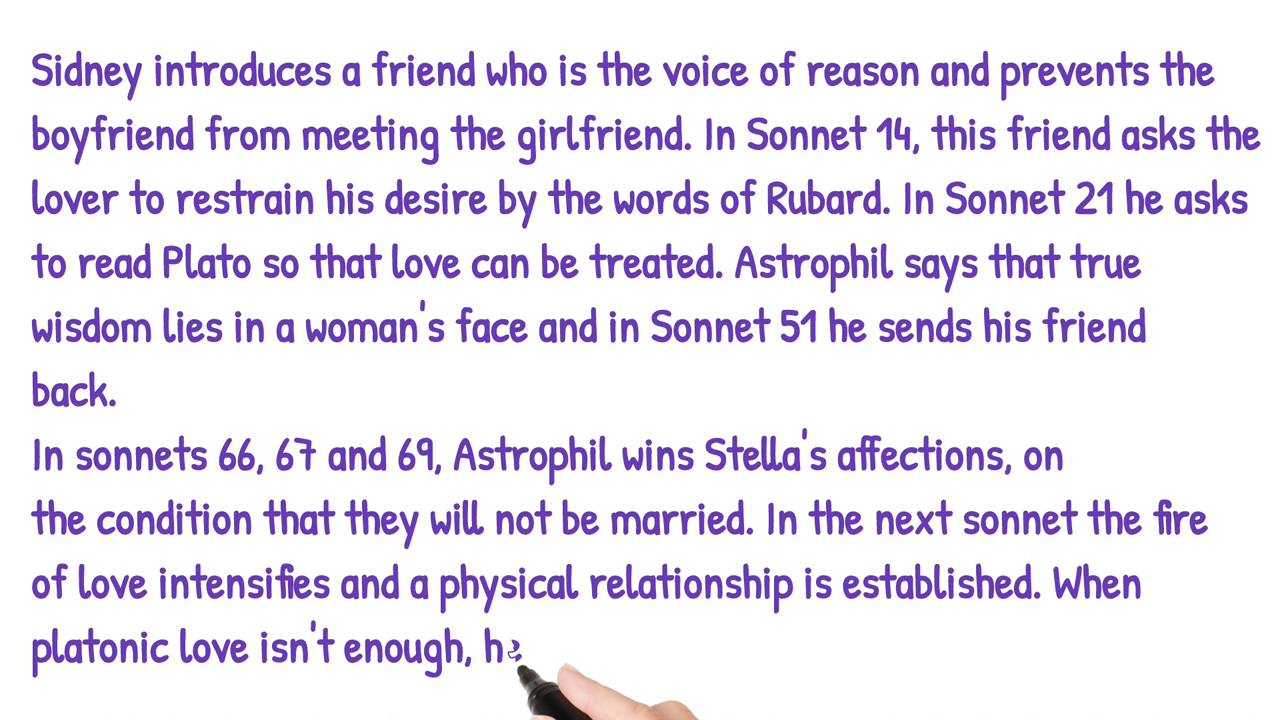 Sidney introduces a friend who is the voice of reason and prevents the
boyfriend from meeting the girlfriend. In Sonnet 14, this friend asks the
lover to restrain his desire by the words of Rubard. In Sonnet 21 he asks
to read Plato so that love can be treated. Astrophil says that true
wisdom lies in a woman's face and in Sonnet 51 he sends his friend
back.
In sonnets 66, 67 and 69, Astrophil wins Stella's affections, on
the condition that they will not be married. In the next sonnet the fire
of love intensifies and a physical relationship is established. When
platonic love isn't enough,